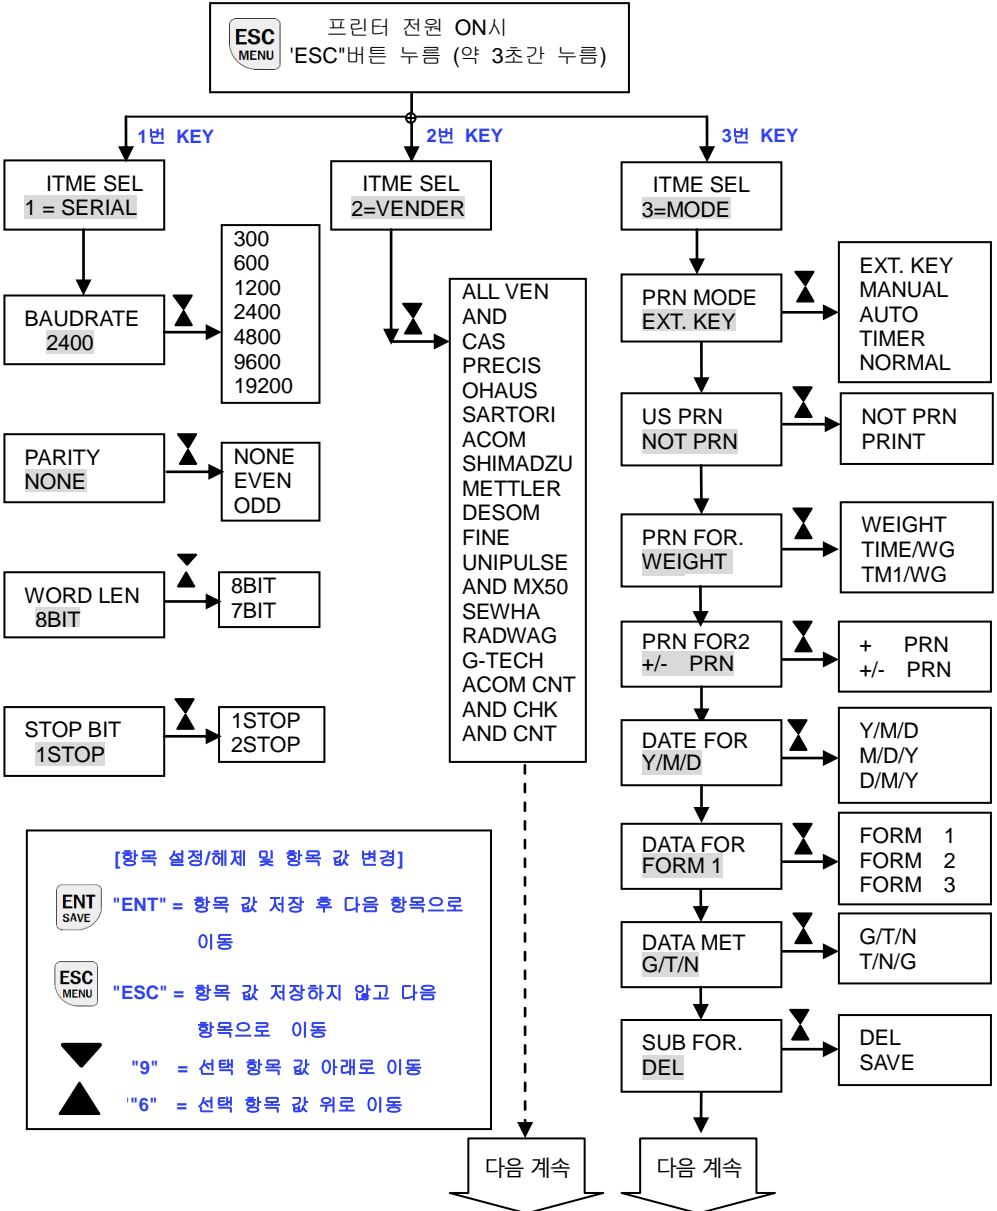 ESC
MENU
프린터 전원 ON시
'ESC"버튼 누름 (약 3초간 누름)
1번 KEY
2번 KEY
3번 KEY
ITME SEL
1 = SERIAL
BAUDRATE
2400
300
600
1200
2400
4800
9600
19200
PARITY
NONE
NONE
EVEN
ODD
WORD LEN
8BIT
8BIT
7BIT
STOP BIT
1STOP
1STOP
2STOP
ITME SEL
2=VENDER
ALL VEN
AND
CAS
PRECIS
OHAUS
SARTORI
ACOM
SHIMADZU
METTLER
DESOM
FINE
UNIPULSE
AND MX50
SEWHA
RADWAG
G-TECH
ACOM CNT
AND CHK
AND CNT
ITME SEL
3=MODE
PRN MODE
EXT. KEY
EXT. KEY
MANUAL
AUTO
TIMER
NORMAL
US PRN
NOT PRN
NOT PRN
PRINT
PRN FOR.
WEIGHT
WEIGHT
TIME/WG
TM1/WG
PRN FOR2
+/- PRN
+ PRN
+/- PRN
DATE FOR
Y/M/D
Y/M/D
M/D/Y
D/M/Y
DATA FOR
FORM 1
FORM 1
FORM 2
FORM 3
DATA MET
G/T/N
G/T/N
T/N/G
SUB FOR.
DEL
DEL
SAVE
[항목 설정/헤제 및 항목 값 변경]
ENT
SAVE
"ENT" = 항목 값 저장 후 다음 항목으로
이동
ESC
MENU
"ESC" = 항목 값 저장하지 않고 다음
항목으로 이동
"9" = 선택 항목 값 아래로 이동
'"6" = 선택 항목 값 위로 이동
다음 계속
다음 계속